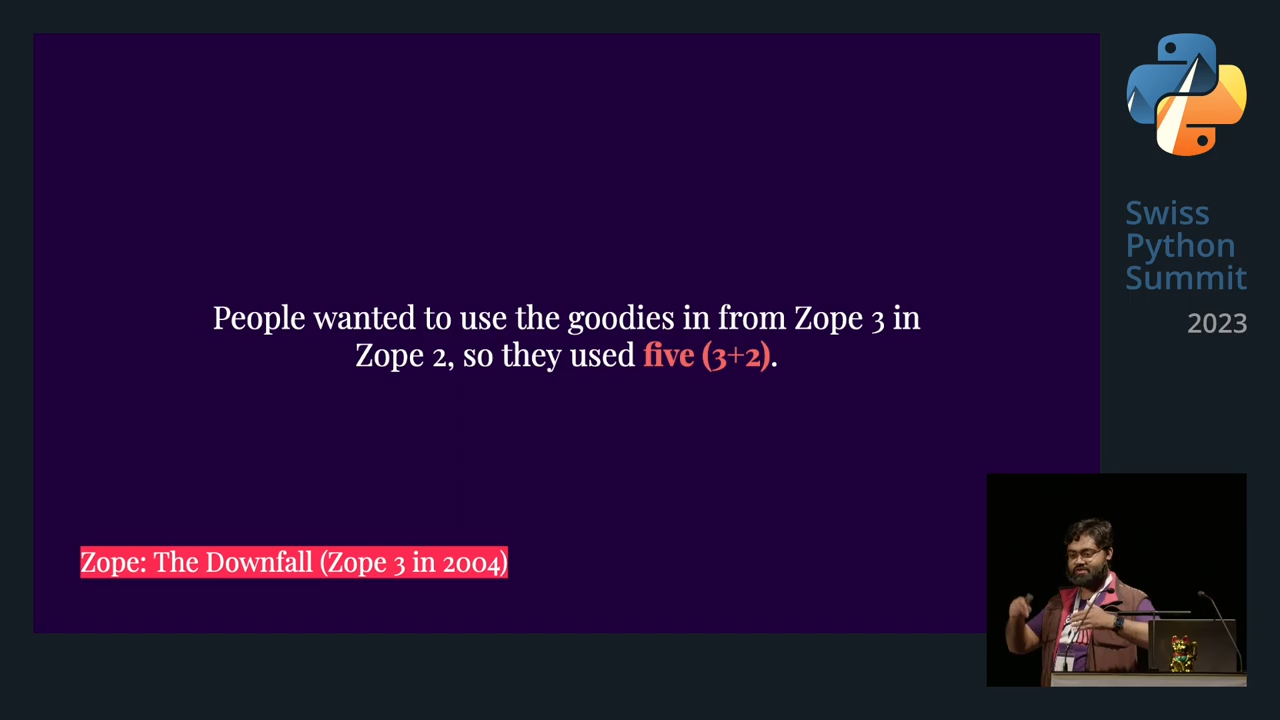 People wanted to use the goodies in from Zope 3 in
Zope 2, so they used five (3+2).
Zope: The Downfall (Zope 3 in 2004)
Swiss
Python
Summit
2023